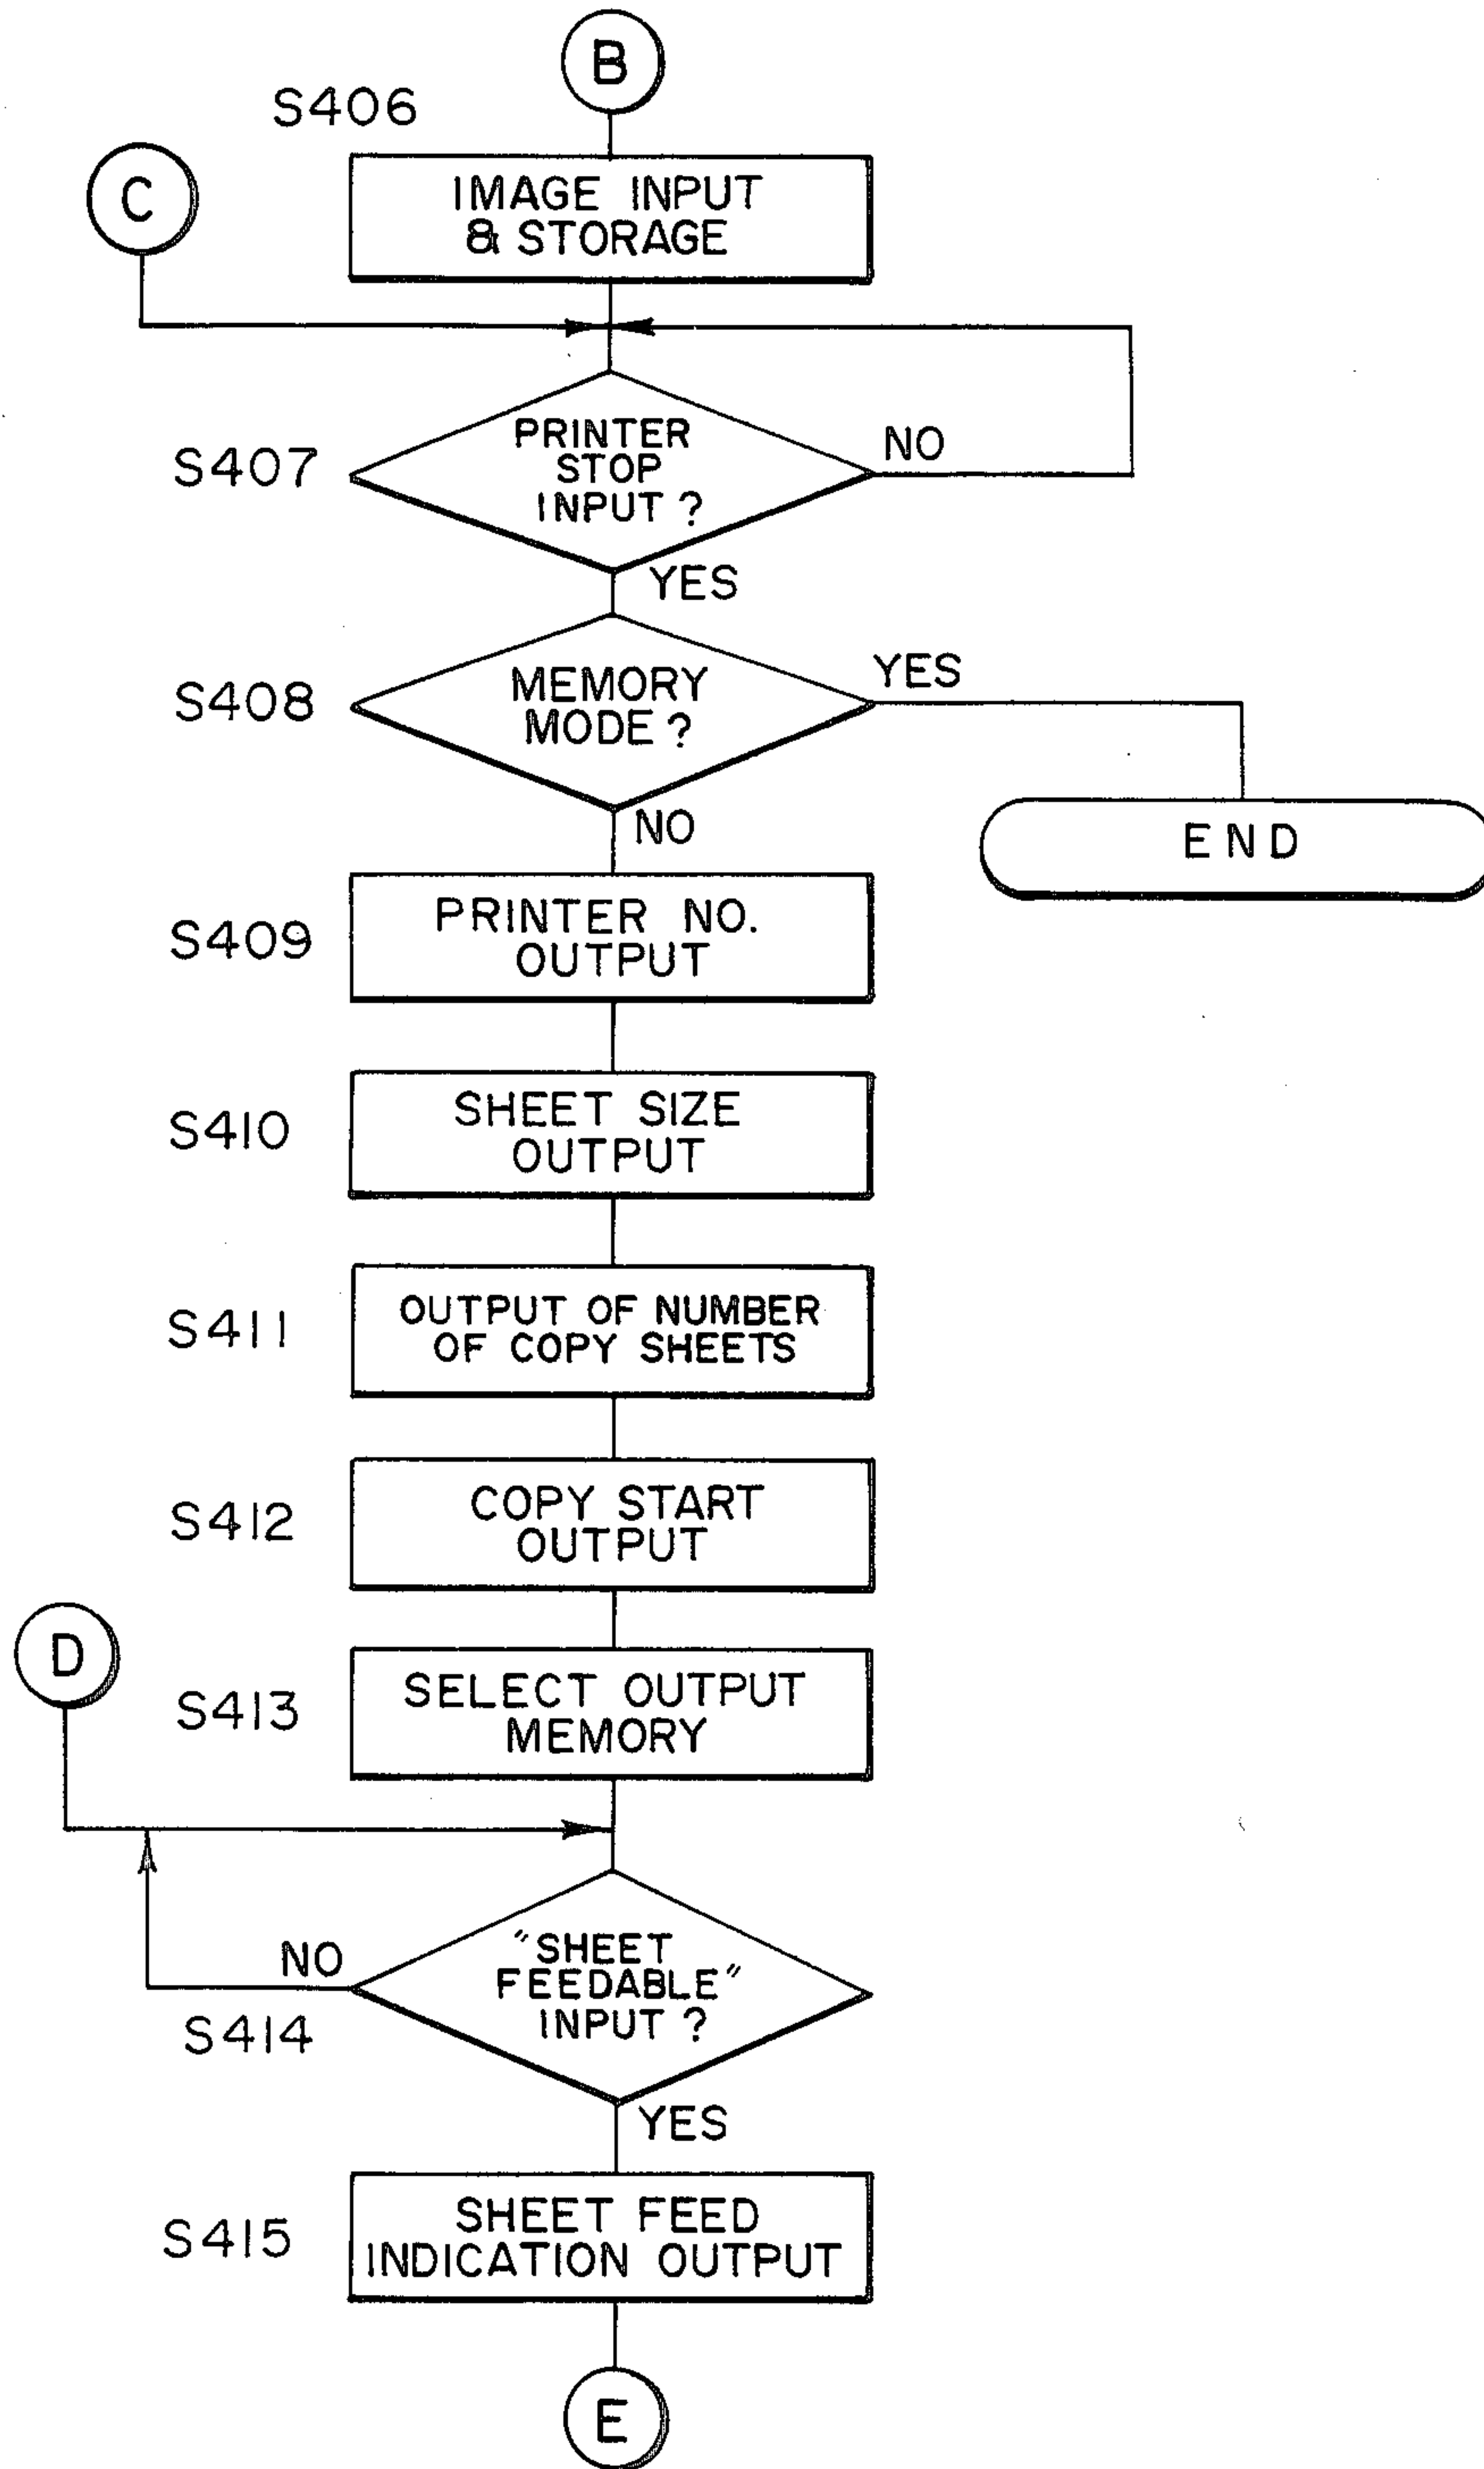 B
S406
C
IMAGE INPUT
& STORAGE
S407
PRINTER
STOP
INPUT ?
NO
YES
S408
MEMORY
MODE ?
YES
NO
END
S409
PRINTER NO.
OUTPUT
S410
SHEET SIZE
OUTPUT
S411
OUTPUT OF NUMBER
OF COPY SHEETS
S412
COPY START
OUTPUT
D
S413
SELECT OUTPUT
MEMORY
NO
"SHEET
FEEDABLE"
INPUT ?
S414
YES
S415
SHEET FEED
INDICATION OUTPUT
E